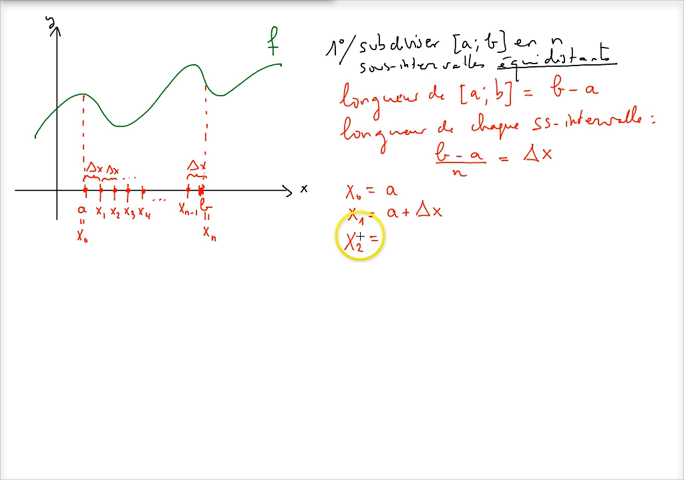 y
f
Δx Δx ... Δx
x
a x₁ x₂ x₃ x₄ ... xₙ₋₁ b
॥ ॥
x₀ xₙ
1°/ subdiviser [a; b] en n
sous-intervalles équidistants
longueur de [a; b] = b - a
longueur de chaque ss-intervalle :
(b - a)/n = Δx
x₀ = a
x₁ = a + Δx
x₂ =